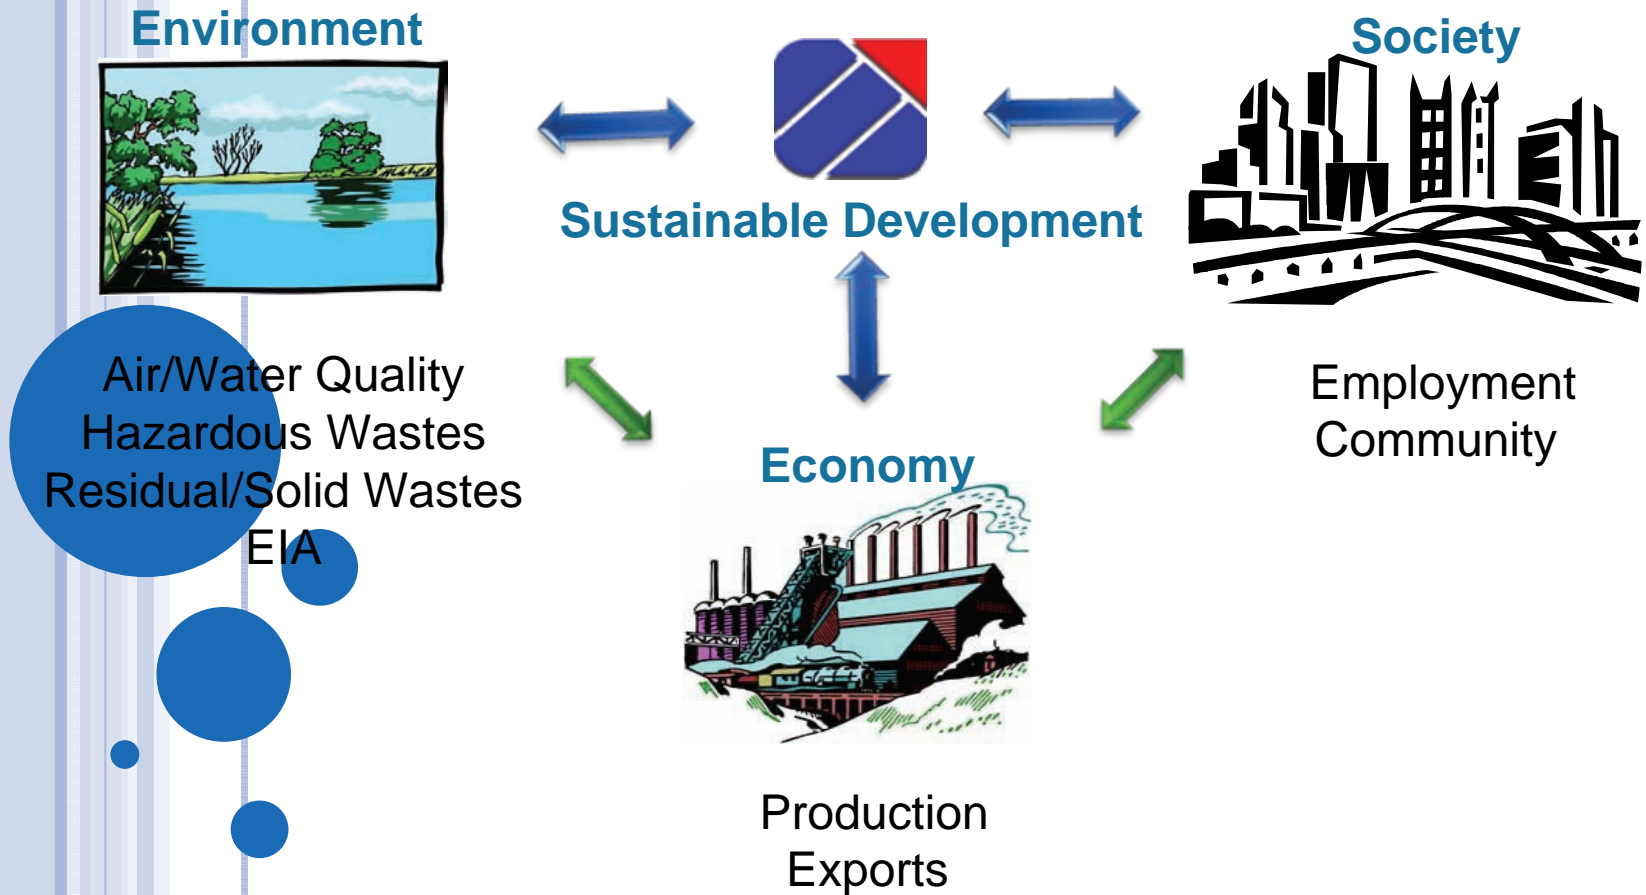 Environment
Society
Sustainable Development
Air/Water Quality
Hazardous Wastes
Residual/Solid Wastes
EIA
Employment
Community
Economy
Production
Exports